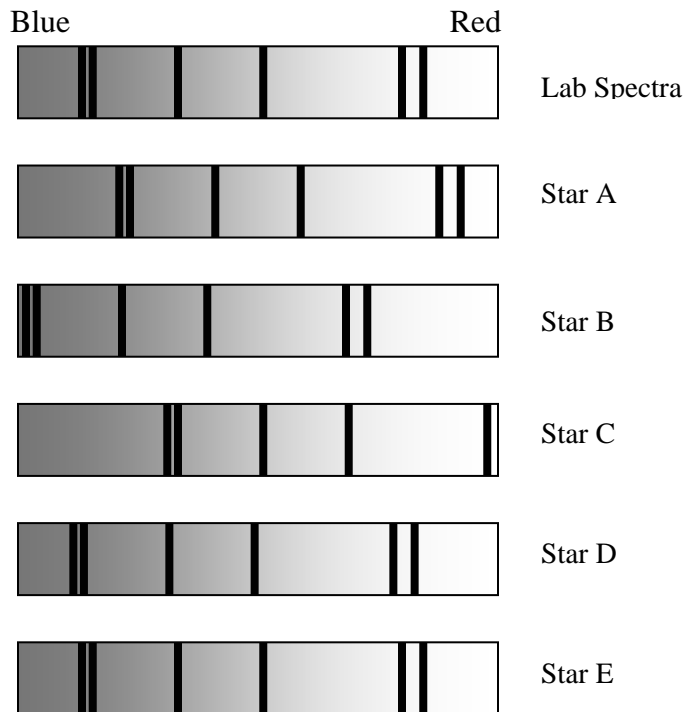 Blue Red
Lab Spectra
Star A
Star B
Star C
Star D
Star E